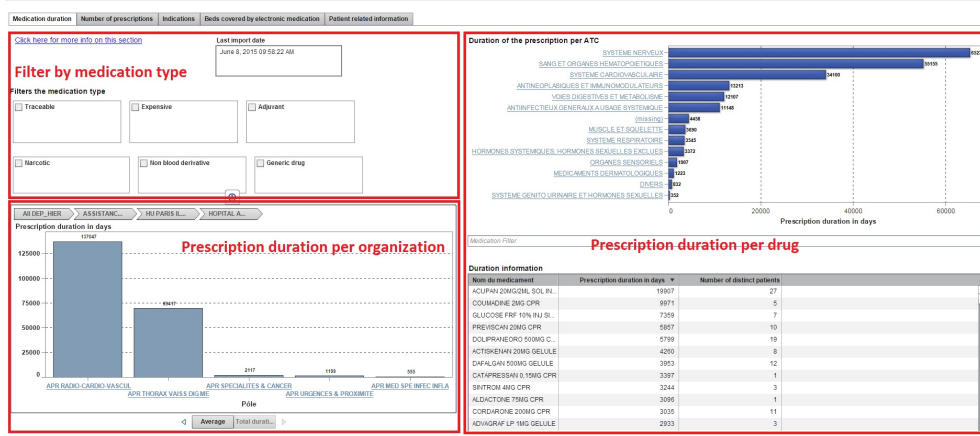 Medication duration Number of prescriptions Indications Beds covered by electronic medication Patient related information
Click here for more info on this section
Last import date
June 8, 2015 09:58:22 AM
Filter by medication type
Filters the medication type
Traceable Expensive Adjuvant
Narcotic Non blood derivative Generic drug
All DEP_HIER ASSISTANC... HU PARIS IL... HOPITAL A...
Prescription duration in days
Prescription duration per organization
137047
125000
100000
75000
69417
50000
25000
2117
1159
0
APR RADIO-CARDIO-VASCUL APR SPECIALITES & CANCER APR MED SPE INFEC INFLA
APR THORAX VAISS DIG ME APR URGENCES & PROXIMITE
Pôle
Average Total durati...
Duration of the prescription per ATC
SYSTEME NERVEUX
SANG ET ORGANES HEMATOPOIETIQUES 55155
SYSTEME CARDIOVASCULAIRE 34100
ANTINEOPLASIQUES ET IMMUNOMODULATEURS 13213
VOIES DIGESTIVES ET METABOLISME 12107
ANTIINFECTIEUX GENERAUX A USAGE SYSTEMIQUE 11148
(missing) 4436
MUSCLE ET SQUELETTE 3690
SYSTEME RESPIRATOIRE 3545
HORMONES SYSTEMIQUES, HORMONES SEXUELLES EXCLUES 3372
ORGANES SENSORIELS
MEDICAMENTS DERMATOLOGIQUES 1223
DIVERS 832
SYSTEME GENITO URINAIRE ET HORMONES SEXUELLES 352
0 20000 40000 60000
Prescription duration in days
Medication Filter
Prescription duration per drug
Duration information
Nom du medicament Prescription duration in days ▼ Number of distinct patients
ACUPAN 20MG/2ML SOL IN... 19907 27
COUMADINE 2MG CPR 9971 5
GLUCOSE FRF 10% INJ SI... 7359 7
PREVISCAN 20MG CPR 5857 10
DOLIPRANEORO 500MG C... 5799 19
ACTISKENAN 20MG GELULE 4260 8
DAFALGAN 500MG GELULE 3953 12
CATAPRESSAN 0,15MG CPR 3397 1
SINTROM 4MG CPR 3244 3
ALDACTONE 75MG CPR 3096 1
CORDARONE 200MG CPR 3035 11
ADVAGRAF LP 1MG GELULE 2933 3